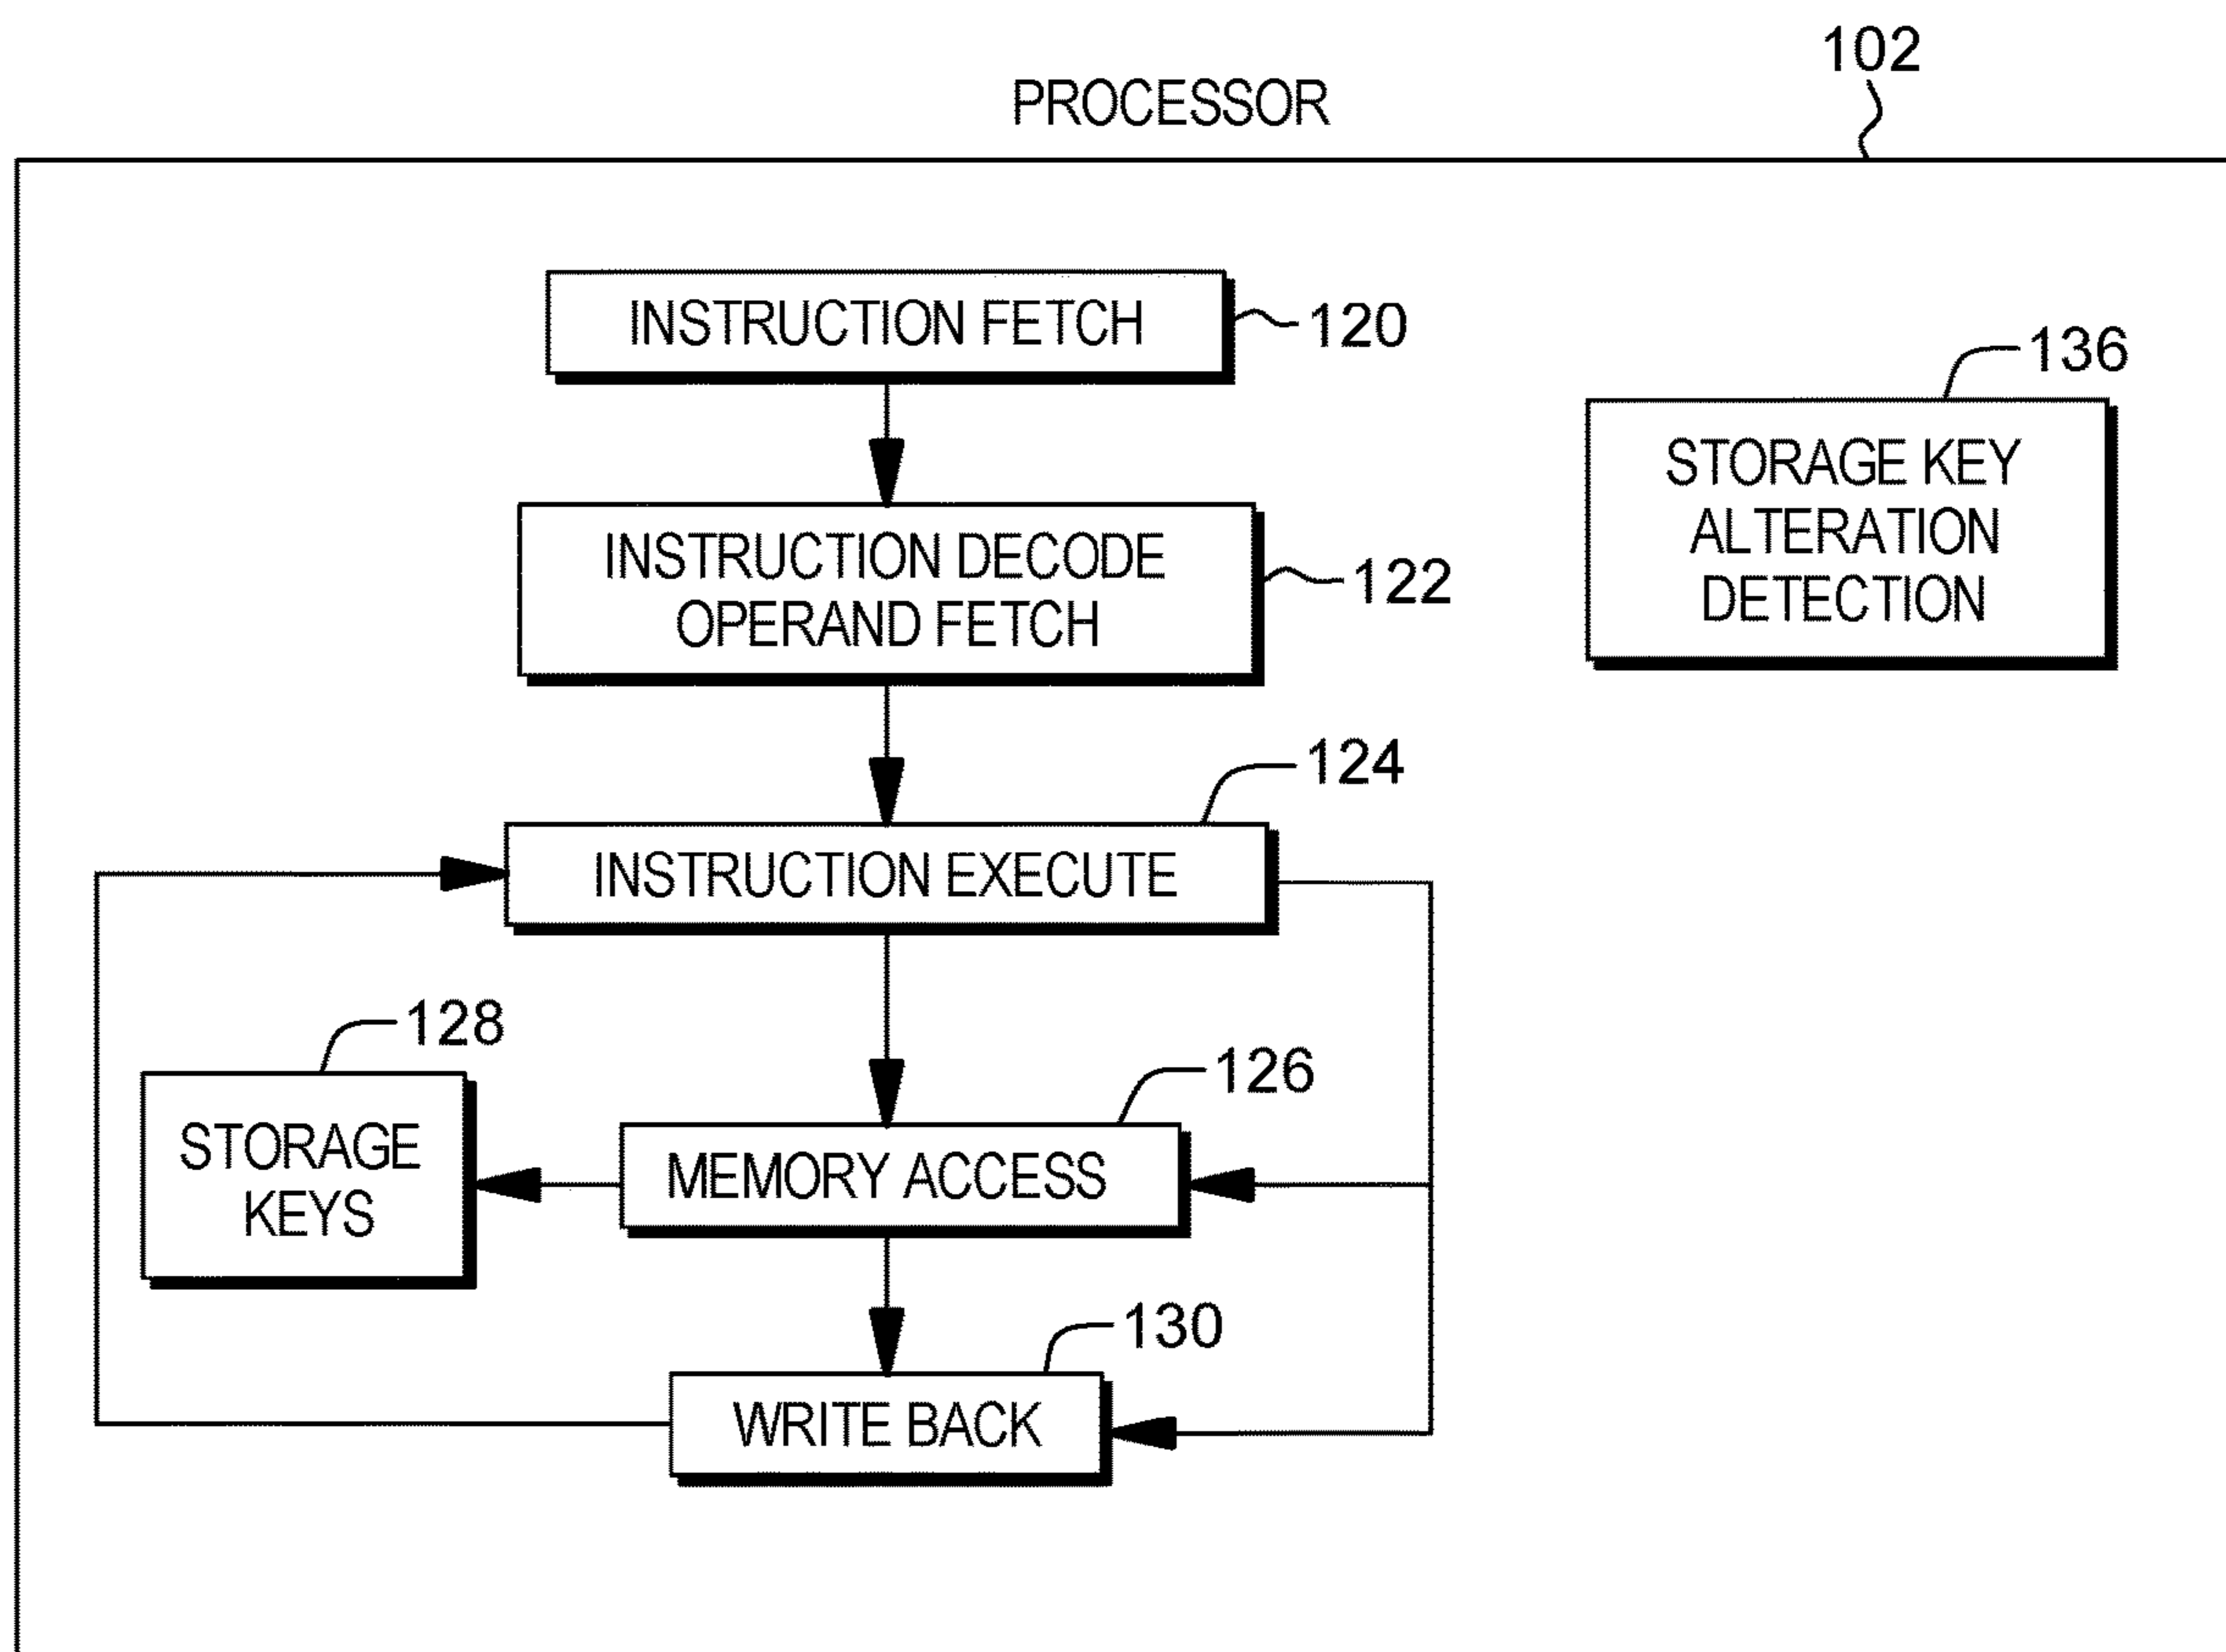 102
PROCESSOR
INSTRUCTION FETCH
120
136
STORAGE KEY
ALTERATION
DETECTION
INSTRUCTION DECODE
OPERAND FETCH
122
124
INSTRUCTION EXECUTE
128
STORAGE
KEYS
126
MEMORY ACCESS
130
WRITE BACK